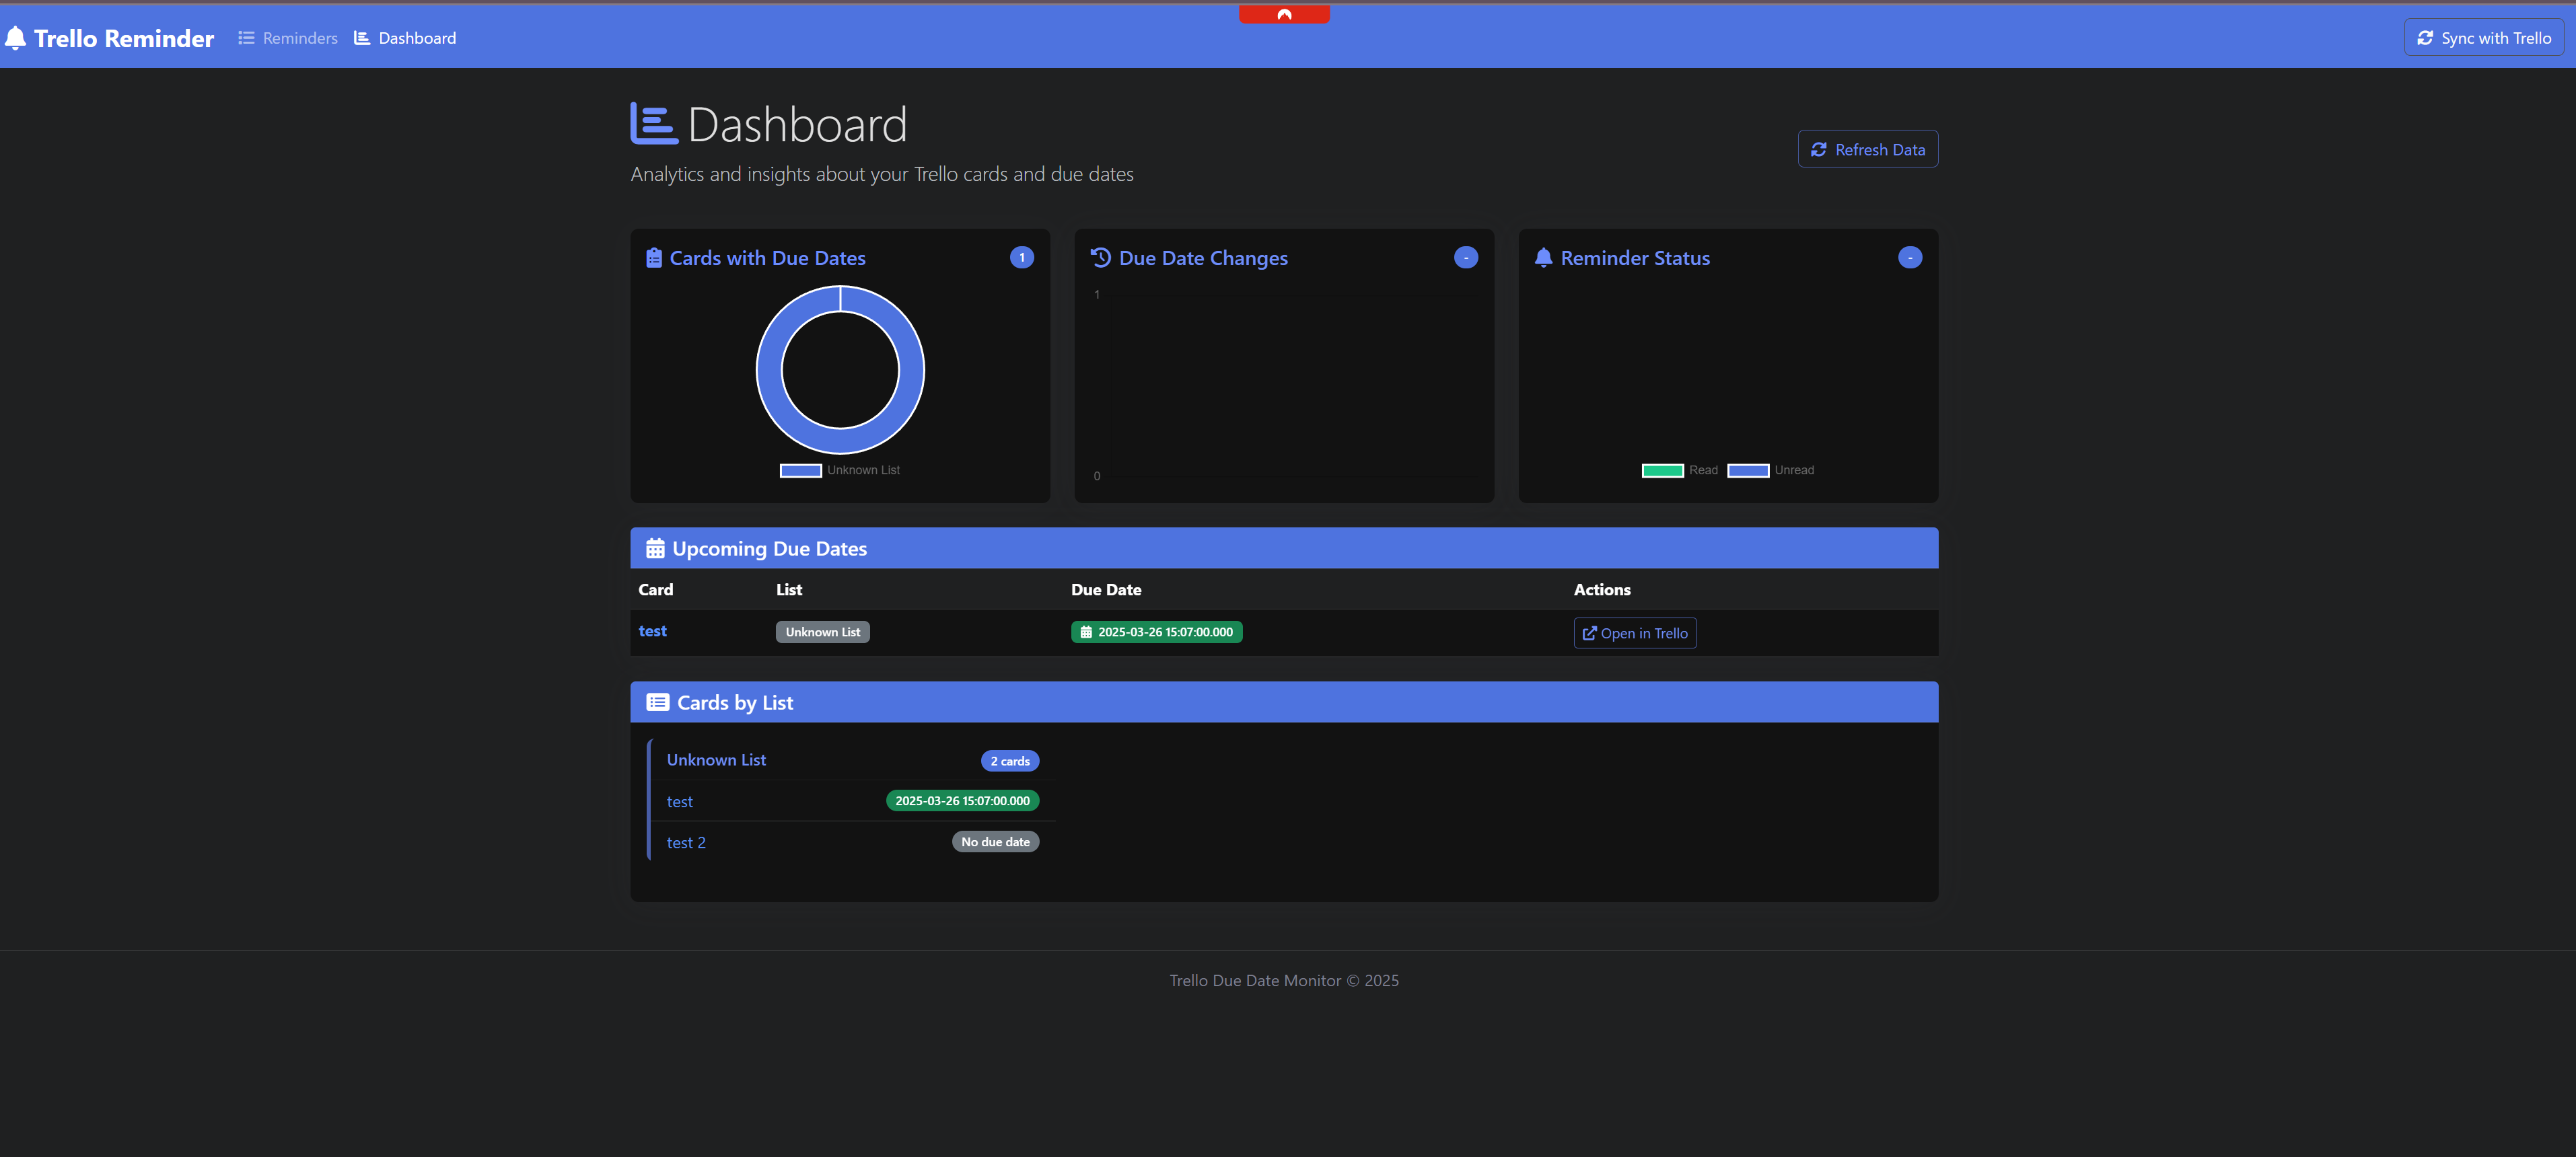 Trello Reminder Reminders Dashboard Sync with Trello
Dashboard
Refresh Data
Analytics and insights about your Trello cards and due dates
Cards with Due Dates 1
Unknown List
Due Date Changes -
1
0
Reminder Status -
Read Unread
Upcoming Due Dates
Card List Due Date Actions
test Unknown List 2025-03-26 15:07:00.000 Open in Trello
Cards by List
Unknown List 2 cards
test 2025-03-26 15:07:00.000
test 2 No due date
Trello Due Date Monitor © 2025